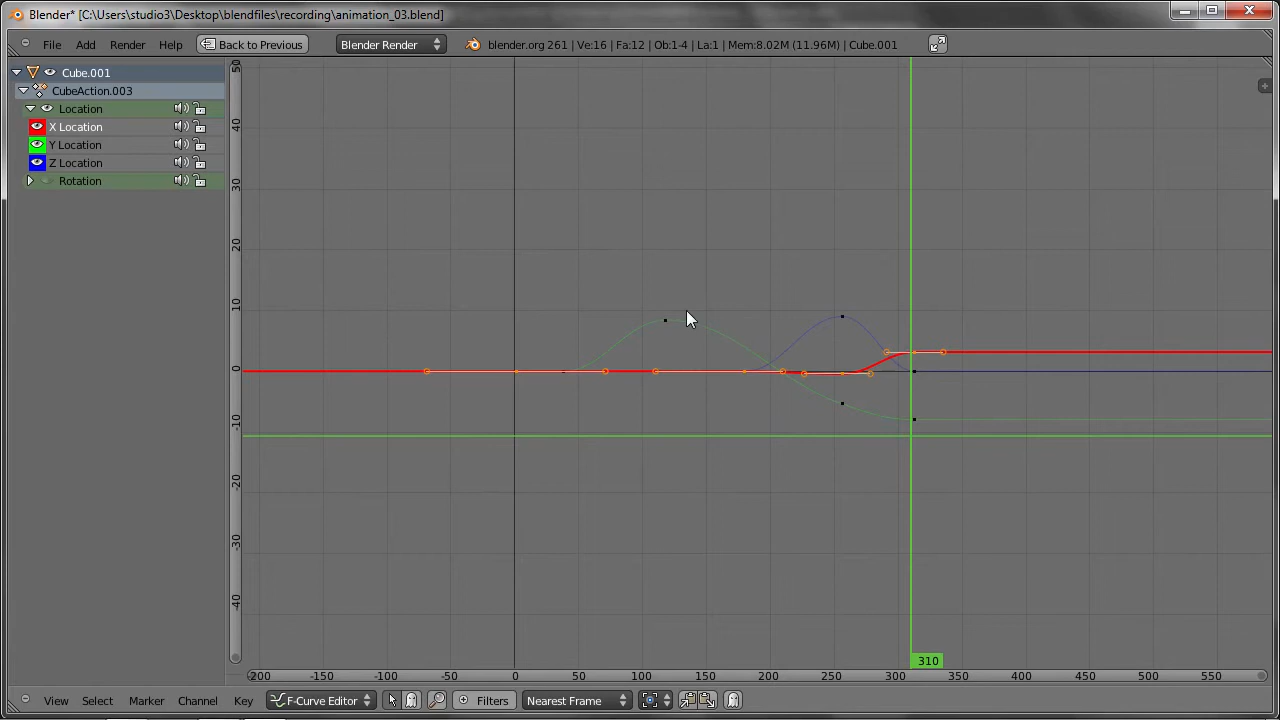 Blender* [C:\Users\studio3\Desktop\blendfiles\recording\animation_03.blend]
File Add Render Help Back to Previous Blender Render blender.org 261 | Ve:16 | Fa:12 | Ob:1-4 | La:1 | Mem:8.02M (11.96M) | Cube.001
Cube.001
CubeAction.003
Location
X Location
Y Location
Z Location
Rotation
50
40
30
20
10
0
-10
-20
-30
-40
310
-200 -150 -100 -50 0 50 100 150 200 250 300 350 400 450 500 550
View Select Marker Channel Key F-Curve Editor Filters Nearest Frame